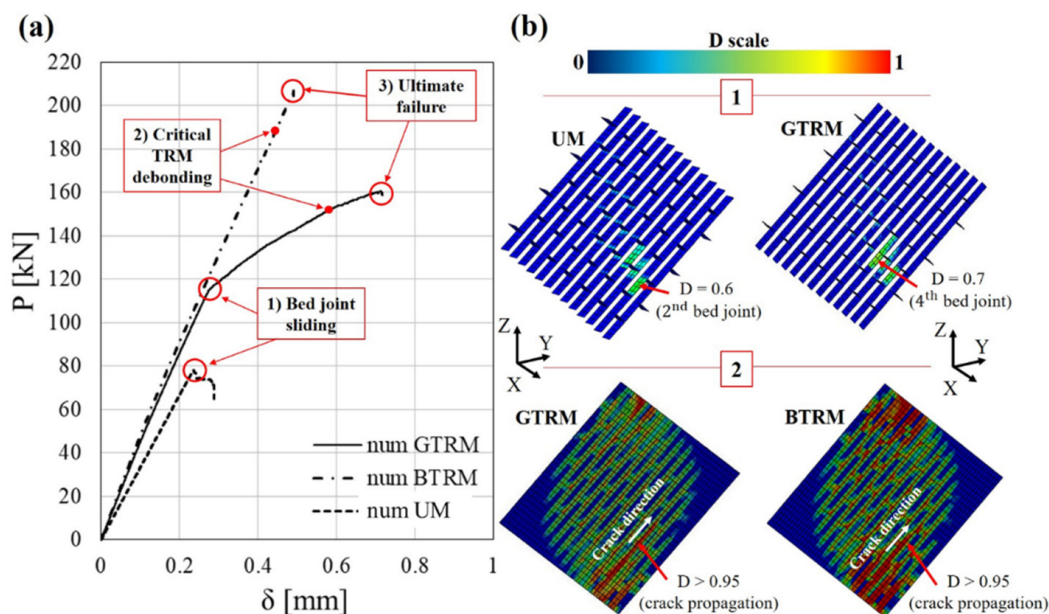 (a)
220
200
180
160
140
120
100
80
60
40
20
0
P [kN]
0
0.2
0.4
0.6
0.8
1
δ [mm]
3) Ultimate
failure
2) Critical
TRM
debonding
1) Bed joint
sliding
num GTRM
num BTRM
num UM
(b)
D scale
0
1
1
UM
GTRM
D = 0.6
(2nd bed joint)
D = 0.7
(4th bed joint)
Z
Y
X
Z
Y
X
2
GTRM
BTRM
Crack direction
Crack direction
D > 0.95
(crack propagation)
D > 0.95
(crack propagation)